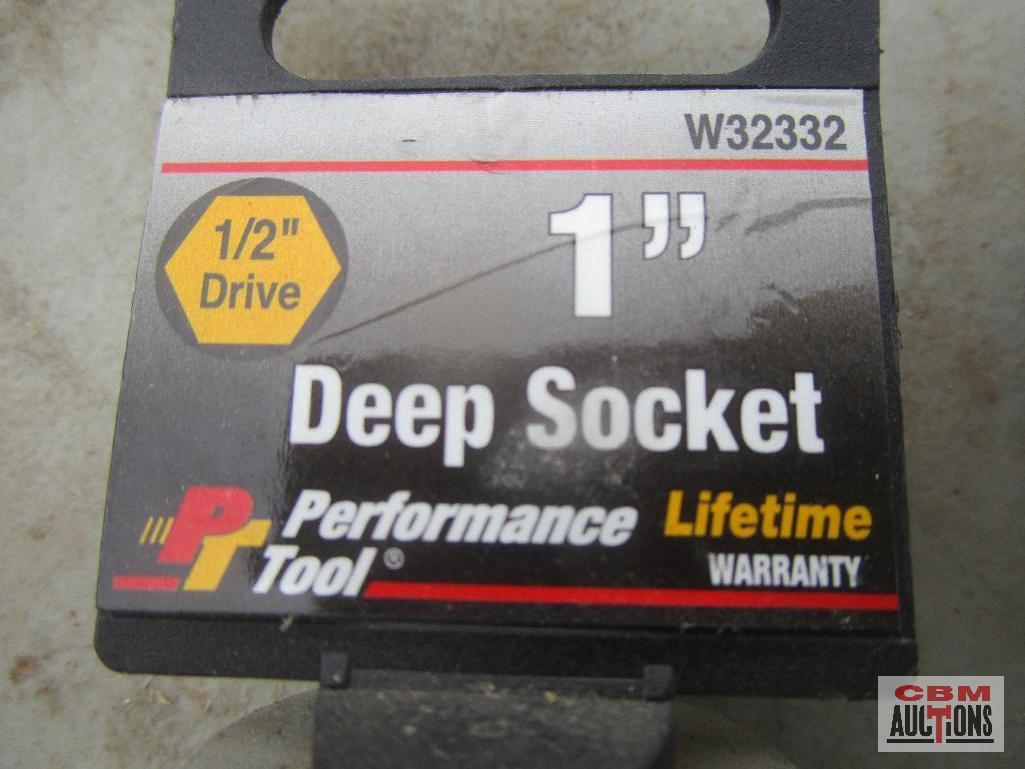 W32332
1/2"
Drive
1”
Deep Socket
PT Performance
Tool®
Lifetime
WARRANTY
CBM
AUCTIONS